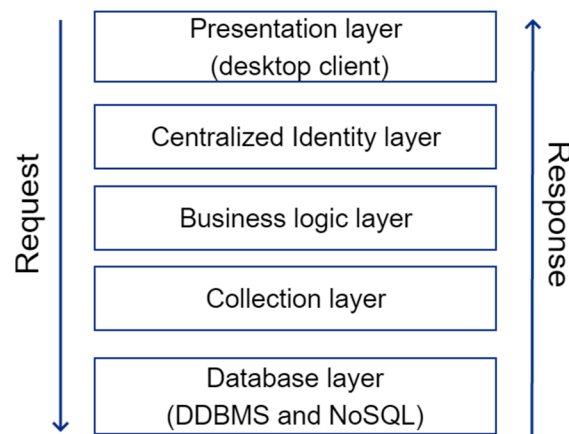 Presentation layer
(desktop client)
Centralized Identity layer
Business logic layer
Collection layer
Database layer
(DDBMS and NoSQL)
Request
Response